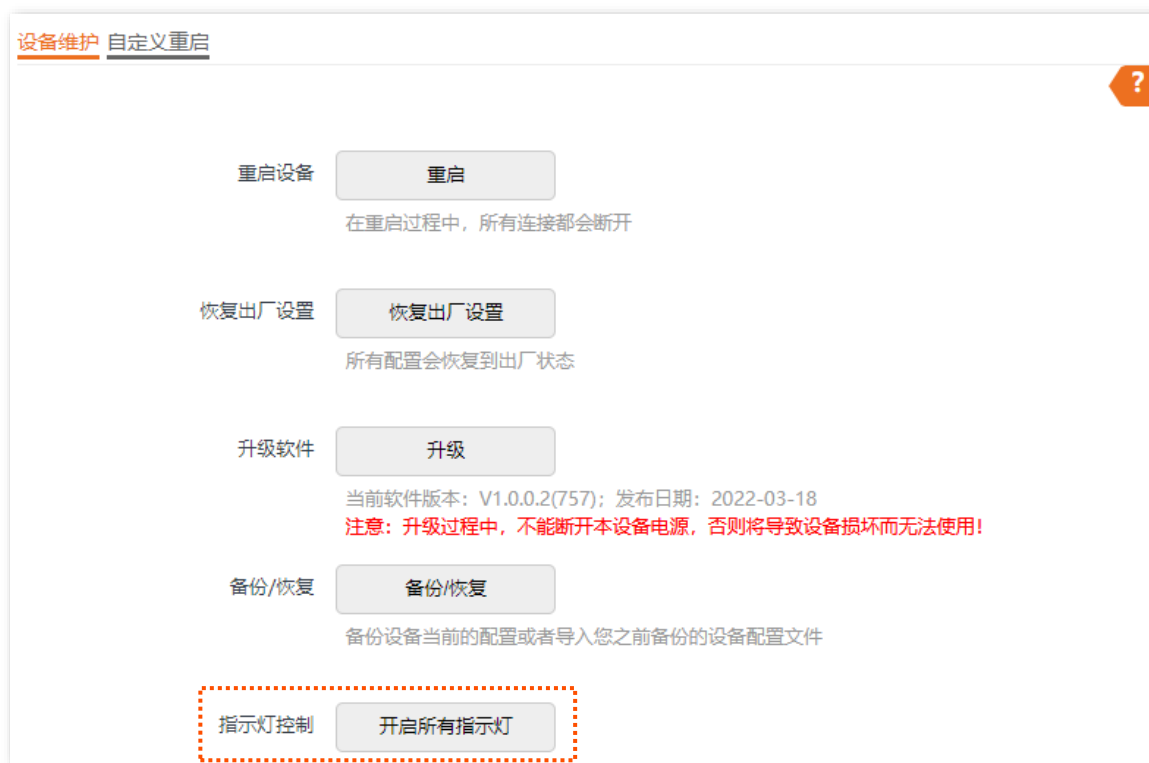 设备维护 自定义重启
?
重启设备 重启
在重启过程中，所有连接都会断开
恢复出厂设置 恢复出厂设置
所有配置会恢复到出厂状态
升级软件 升级
当前软件版本：V1.0.0.2(757)；发布日期：2022-03-18
注意：升级过程中，不能断开本设备电源，否则将导致设备损坏而无法使用！
备份/恢复 备份/恢复
备份设备当前的配置或者导入您之前备份的设备配置文件
指示灯控制 开启所有指示灯